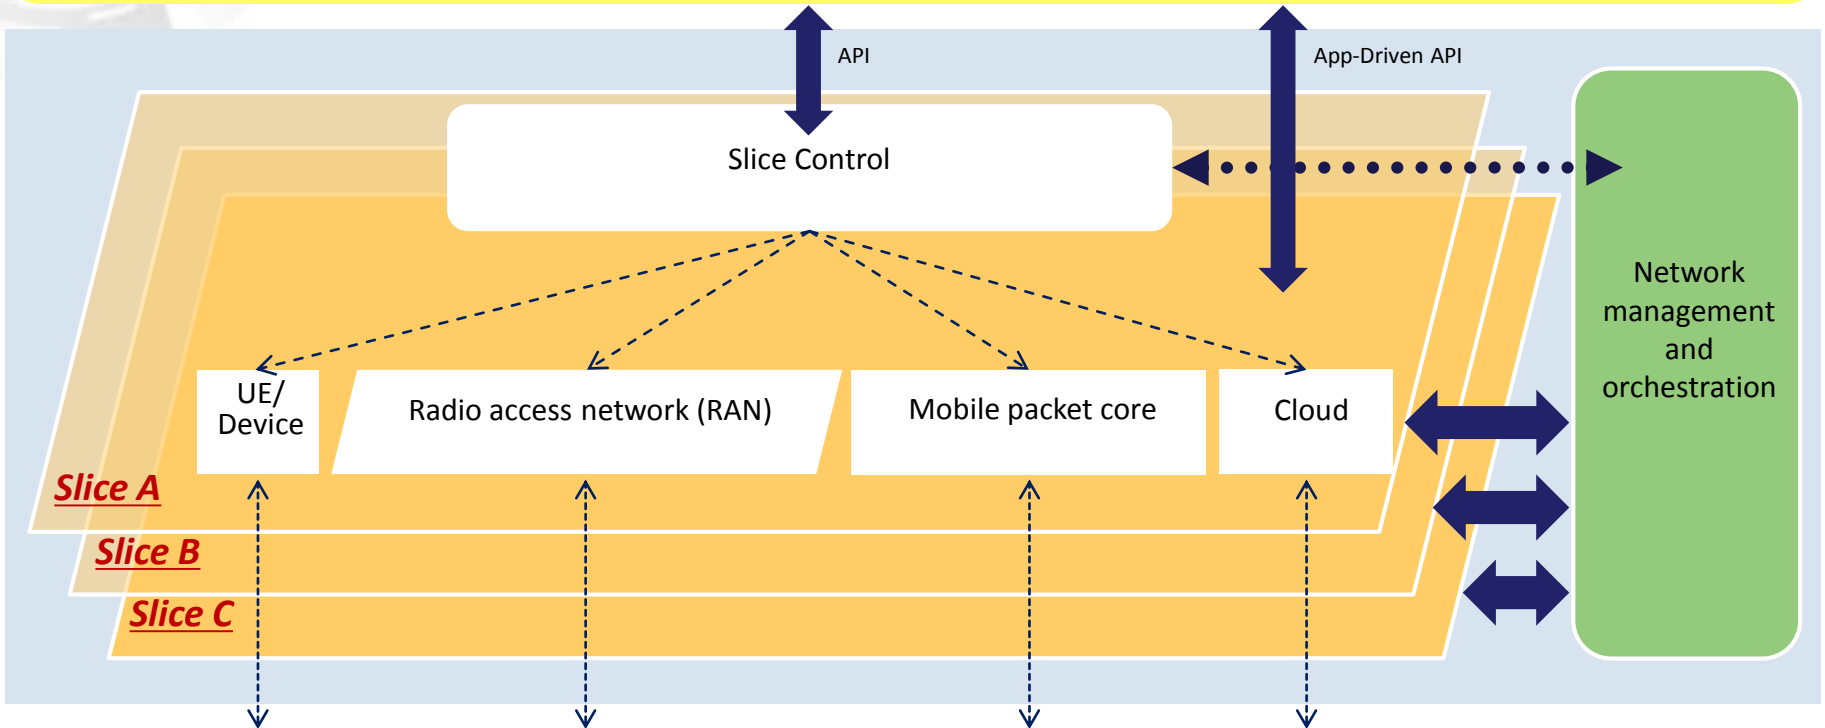 API
App-Driven API
Slice Control
Network
management
and
orchestration
UE/
Device
Radio access network (RAN)
Mobile packet core
Cloud
Slice A
Slice B
Slice C